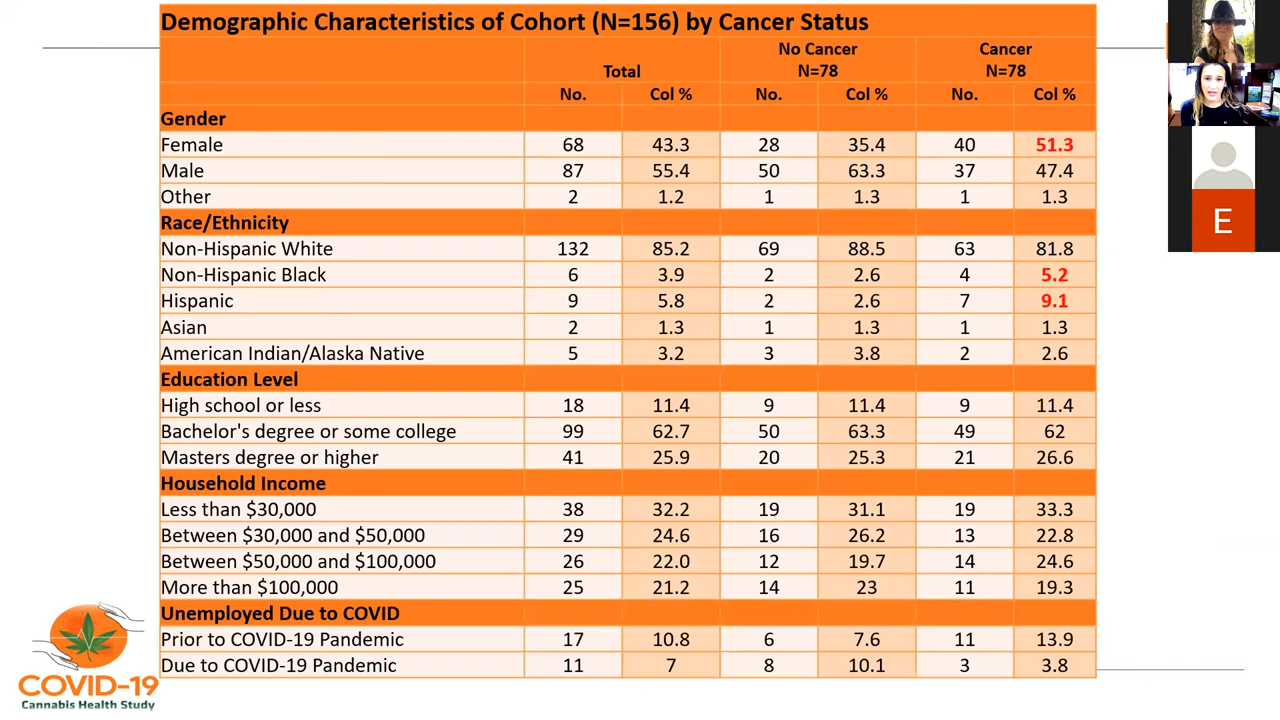 Demographic Characteristics of Cohort (N=156) by Cancer Status
No Cancer Cancer
Total N=78 N=78
No. Col % No. Col % No. Col %
Gender
Female 68 43.3 28 35.4 40 51.3
Male 87 55.4 50 63.3 37 47.4
Other 2 1.2 1 1.3 1 1.3
Race/Ethnicity
Non-Hispanic White 132 85.2 69 88.5 63 81.8
Non-Hispanic Black 6 3.9 2 2.6 4 5.2
Hispanic 9 5.8 2 2.6 7 9.1
Asian 2 1.3 1 1.3 1 1.3
American Indian/Alaska Native 5 3.2 3 3.8 2 2.6
Education Level
High school or less 18 11.4 9 11.4 9 11.4
Bachelor's degree or some college 99 62.7 50 63.3 49 62
Masters degree or higher 41 25.9 20 25.3 21 26.6
Household Income
Less than $30,000 38 32.2 19 31.1 19 33.3
Between $30,000 and $50,000 29 24.6 16 26.2 13 22.8
Between $50,000 and $100,000 26 22.0 12 19.7 14 24.6
More than $100,000 25 21.2 14 23 11 19.3
Unemployed Due to COVID
Prior to COVID-19 Pandemic 17 10.8 6 7.6 11 13.9
Due to COVID-19 Pandemic 11 7 8 10.1 3 3.8
COVID-19
Cannabis Health Study
E